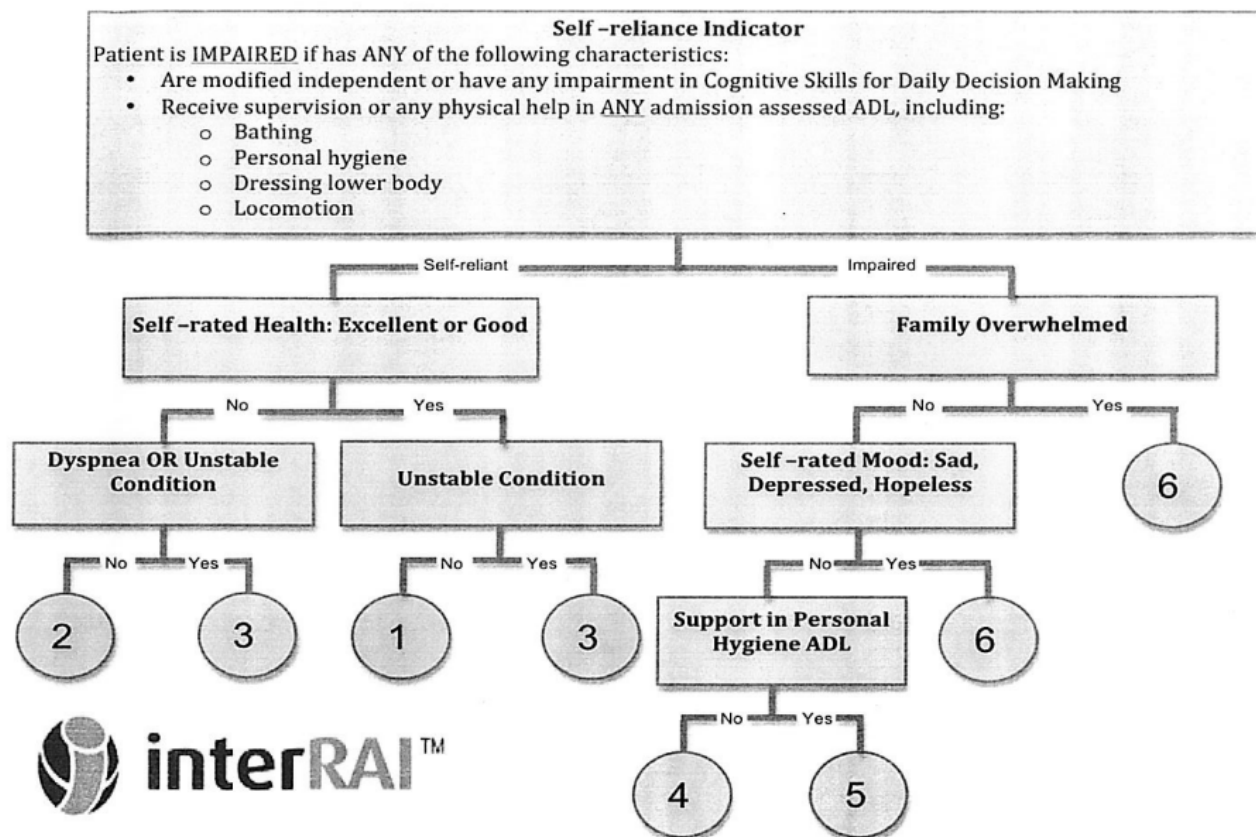 Self –reliance Indicator
Patient is IMPAIRED if has ANY of the following characteristics:
• Are modified independent or have any impairment in Cognitive Skills for Daily Decision Making
• Receive supervision or any physical help in ANY admission assessed ADL, including:
o Bathing
o Personal hygiene
o Dressing lower body
o Locomotion
Self-reliant
Impaired
Self –rated Health: Excellent or Good
Family Overwhelmed
No
Yes
No
Yes
Dyspnea OR Unstable
Condition
Unstable Condition
Self –rated Mood: Sad,
Depressed, Hopeless
6
No
Yes
No
Yes
No
Yes
2
3
1
3
Support in Personal
Hygiene ADL
6
No
Yes
4
5
interRAI™